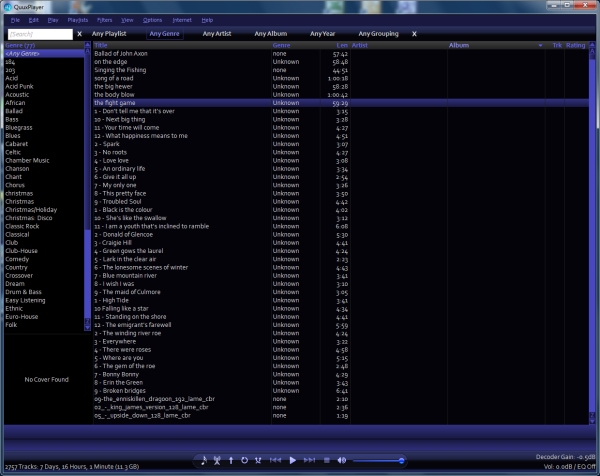 QuuxPlayer
File Edit Play Playlists Filters View Options Internet Help
[Search] X Any Playlist Any Genre Any Artist Any Album Any Year Any Grouping X
Genre (77) Title Genre Len Artist Album Trk Rating
<Any Genre> Ballad of John Axon none 57:42
184 on the edge Unknown 58:48
203 Singing the Fishing none 44:51
Acid song of a road Unknown 1:00:18
Acid Punk the big hewer Unknown 58:28
Acoustic the body blow Unknown 1:00:42
African the fight game Unknown 59:29
Ballad 1 - Don't tell me that it's over Unknown 3:15
Bass 10 - Next big thing Unknown 3:28
Bluegrass 11 - Your time will come Unknown 4:27
Blues 12 - What happiness means to me Unknown 4:51
Cabaret 2 - Spark Unknown 3:07
Celtic 3 - No roots Unknown 4:27
Chamber Music 4 - Love love Unknown 3:08
Chanson 5 - An ordinary life Unknown 3:34
Chant 6 - Give it all up Unknown 2:54
Chorus 7 - My only one Unknown 3:26
christmas 8 - This pretty face Unknown 3:50
Christmas 9 - Troubled Soul Unknown 4:42
Christmas/Holiday 1 - Black is the colour Unknown 4:02
Christmas: Disco 10 - She's like the swallow Unknown 3:12
Classic Rock 11 - I am a youth that's inclined to ramble Unknown 6:08
Classical 2 - Donald of Glencoe Unknown 5:30
Club 3 - Craigie Hill Unknown 4:41
Club-House 4 - Green gows the laurel Unknown 4:24
Comedy 5 - Lark in the clear air Unknown 2:23
Country 6 - The lonesome scenes of winter Unknown 4:43
Crossover 7 - Blue mountain river Unknown 3:41
Dream 8 - I wish I was Unknown 3:10
Drum & Bass 9 - The maid of Culmore Unknown 3:05
Easy Listening 1 - High Tide Unknown 3:41
Ethnic 10 Falling like a star Unknown 4:34
Euro-House 11 - Standing on the shore Unknown 4:41
Folk 12 - The emigrant's farewell Unknown 5:59
2 - The winding river roe Unknown 4:24
3 - Everywhere Unknown 3:22
4 - There were roses Unknown 4:58
5 - Where are you Unknown 5:15
6 - The gem of the roe Unknown 2:48
7 - Bonny Bonny Unknown 4:29
No Cover Found 8 - Erin the Green Unknown 3:43
9 - Broken bridges Unknown 6:41
09-the_enniskillen_dragoon_192_lame_cbr none 2:10
02_-_king_james_version_128_lame_cbr none 2:36
05_-_upside_down_128_lame_cbr none 1:19
Decoder Gain: -0.5dB
2757 Tracks: 7 Days, 16 Hours, 1 Minute (11.3 GB) Vol: 0.0dB / EQ Off